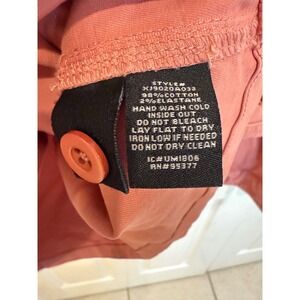 STYLE#
XJ9020A033
98%COTTON
2%ELASTANE
HAND WASH COLD
INSIDE OUT
DO NOT BLEACH
LAY FLAT TO DRY
IRON LOW IF NEEDED
DO NOT DRY CLEAN
IC#UM1806
RN#95377